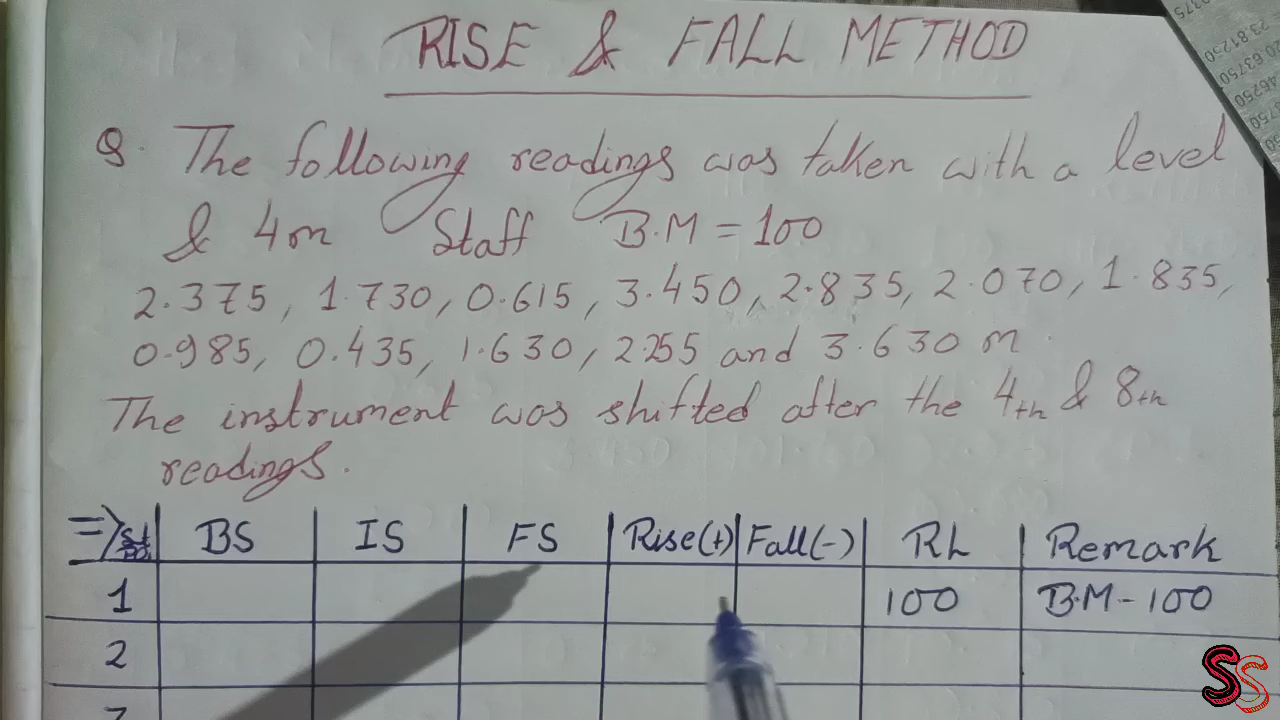 RISE & FALL METHOD
Q. The following readings was taken with a level
& 4m Staff B.M = 100
2.375, 1.730, 0.615, 3.450, 2.835, 2.070, 1.835,
0.985, 0.435, 1.630, 2.255 and 3.630 m.
The instrument was shifted after the 4th & 8th
readings.
=> BS IS FS Rise(+) Fall(-) RL Remark
1 100 B.M - 100
2
3
SS